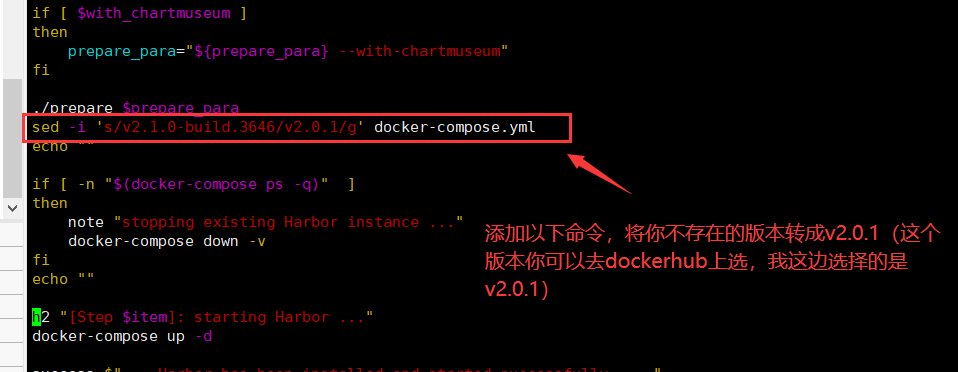 if [ $with_chartmuseum ]
then
    prepare_para="${prepare_para} --with-chartmuseum"
fi
./prepare $prepare_para
sed -i 's/v2.1.0-build.3646/v2.0.1/g' docker-compose.yml
echo ""
if [ -n "$(docker-compose ps -q)"  ]
then
    note "stopping existing Harbor instance ..."
    docker-compose down -v
fi
echo ""
添加以下命令，将你不存在的版本转成v2.0.1（这个
版本你可以去dockerhub上选，我这边选择的是
v2.0.1）
h2 "[Step $item]: starting Harbor ..."
docker-compose up -d